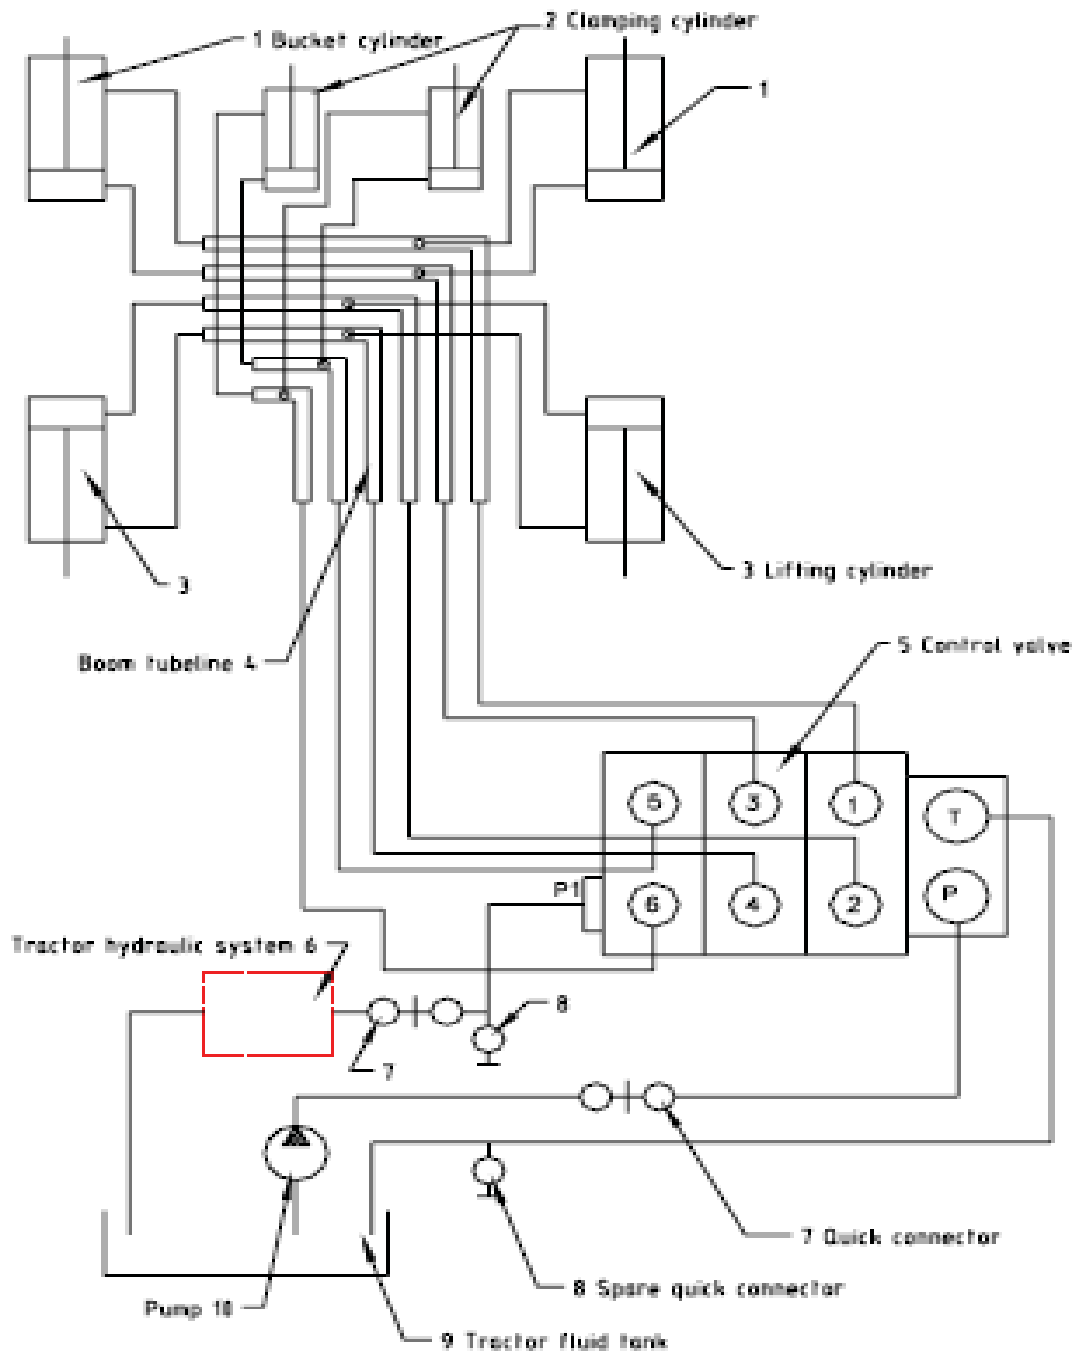 2 Clamping cylinder
1 Bucket cylinder
1
3
3 Lifting cylinder
Boom tubeline 4
5 Control valve
5
3
1
T
P1
6
4
2
P
Tractor hydraulic system 6
8
7
7 Quick connector
8 Spare quick connector
Pump 10
9 Tractor fluid tank